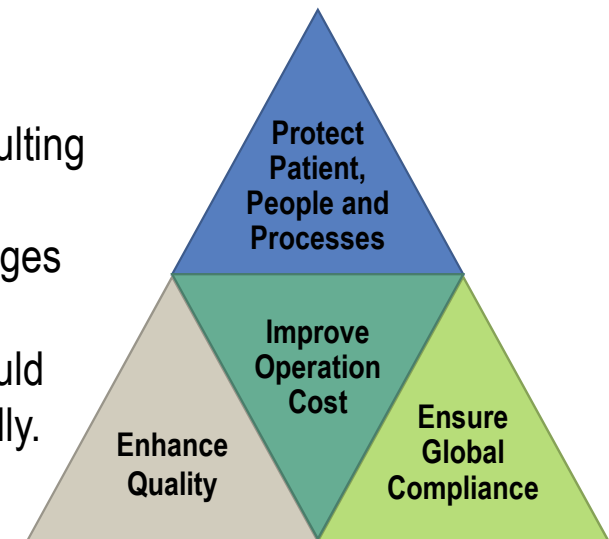 ulting
ges
uld
lly.
Protect
Patient,
People and
Processes
Improve
Operation
Cost
Enhance
Quality
Ensure
Global
Compliance